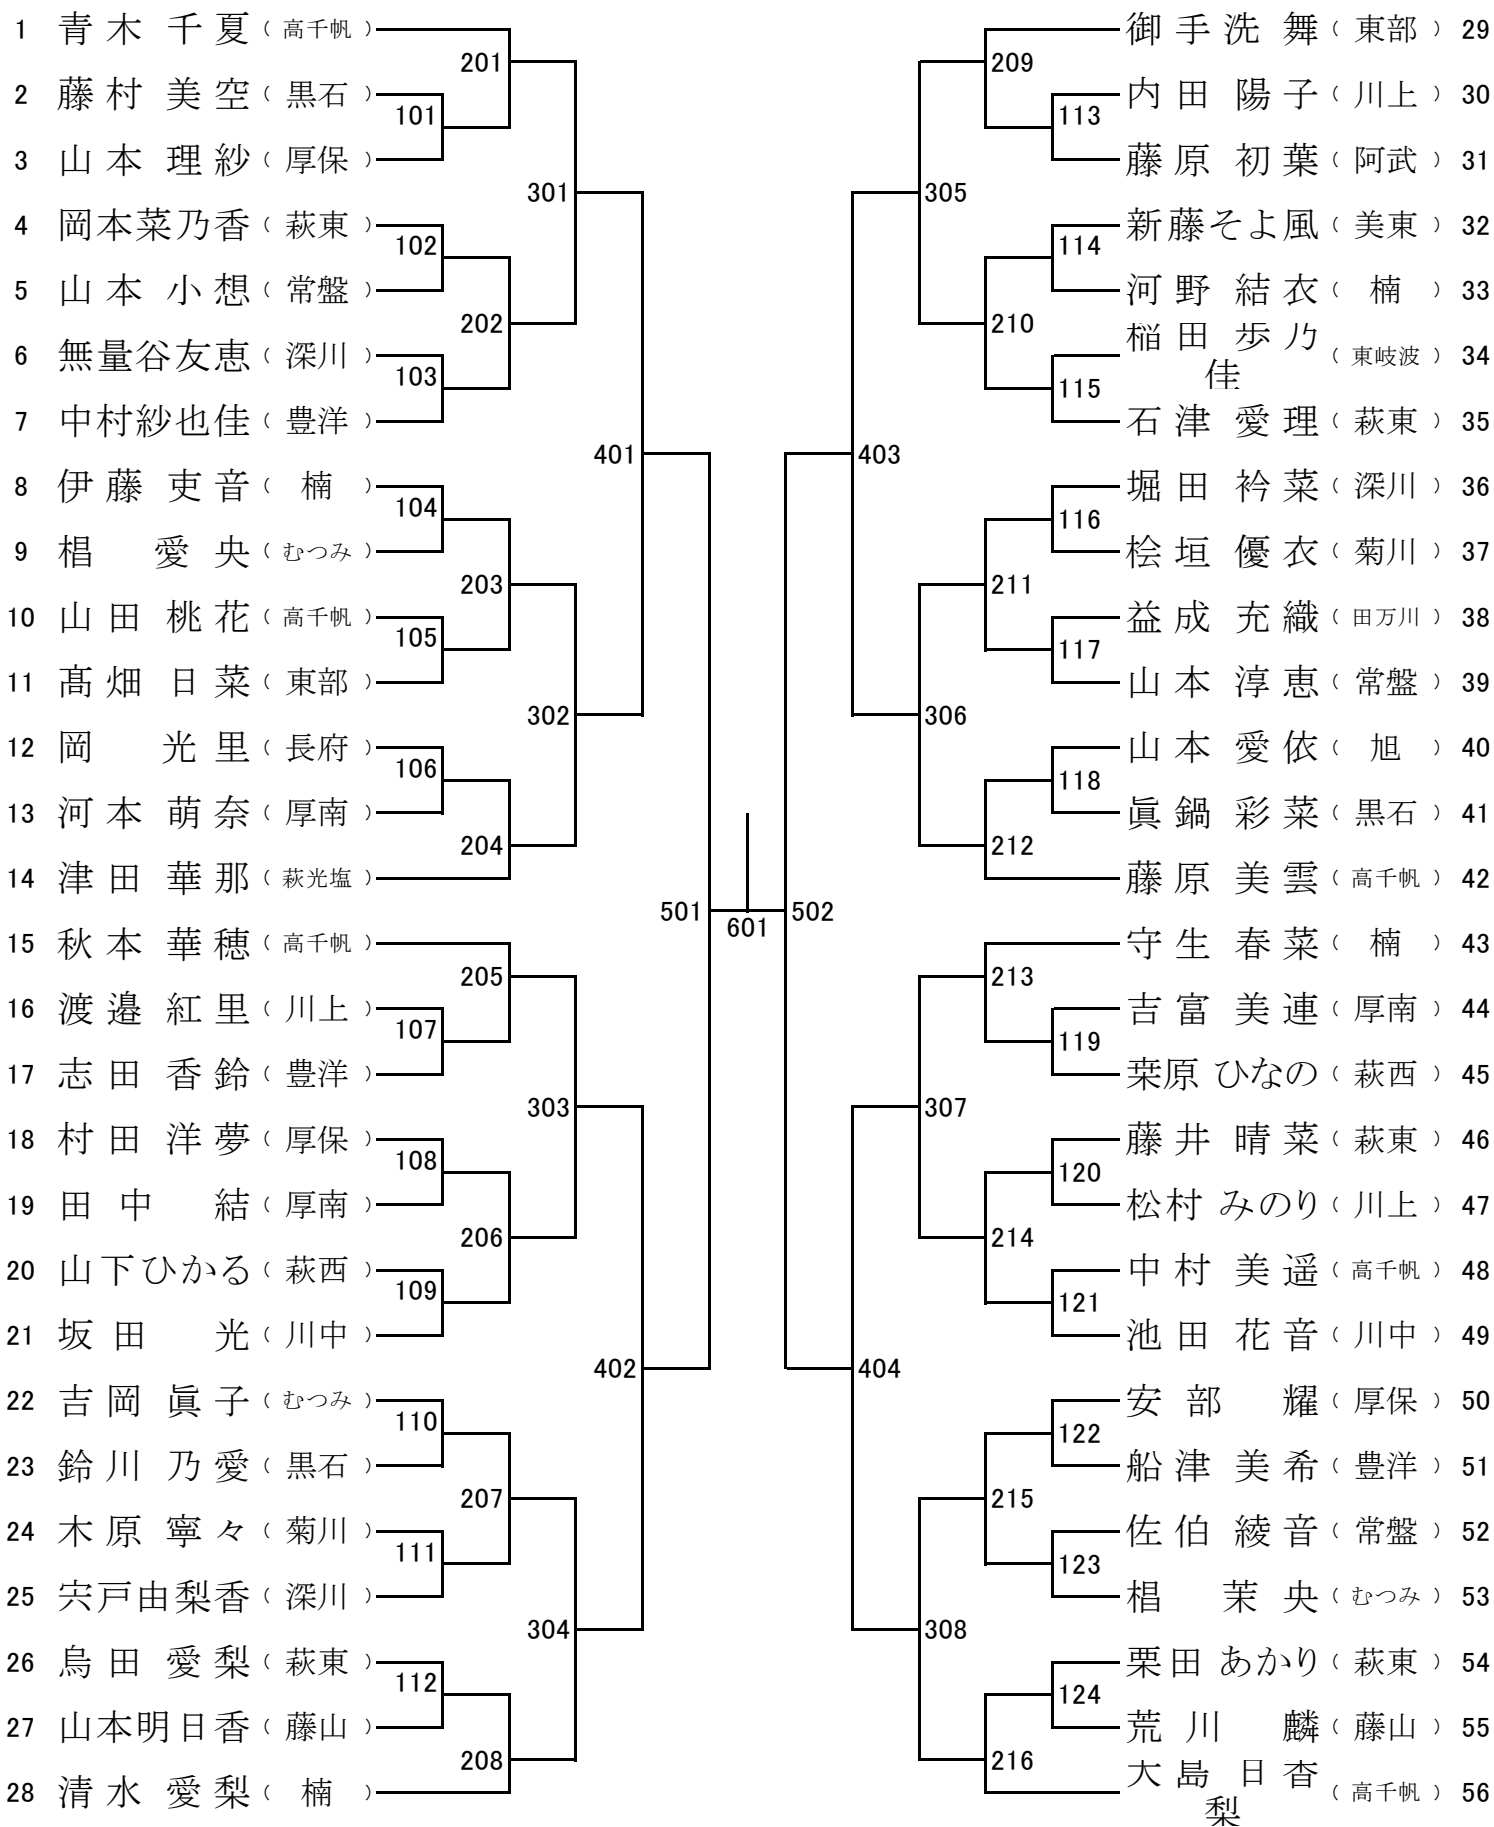 1 青木 千夏（高千帆）
201
2 藤村 美空（黒石）
101
3 山本 理紗（厚保）
301
4 岡本菜乃香（萩東）
102
5 山本 小想（常盤）
202
6 無量谷友恵（深川）
103
7 中村紗也佳（豊洋）
401
8 伊藤 吏音（楠）
104
9 椙 愛央（むつみ）
203
10 山田 桃花（高千帆）
105
11 髙畑 日菜（東部）
302
12 岡 光里（長府）
106
13 河本 萌奈（厚南）
204
14 津田 華那（萩光塩）
501
15 秋本 華穂（高千帆）
205
16 渡邉 紅里（川上）
107
17 志田 香鈴（豊洋）
303
18 村田 洋夢（厚保）
108
19 田中 結（厚南）
206
20 山下ひかる（萩西）
109
21 坂田 光（川中）
402
22 吉岡 眞子（むつみ）
110
23 鈴川 乃愛（黒石）
207
24 木原 寧々（菊川）
111
25 宍戸由梨香（深川）
304
26 烏田 愛梨（萩東）
112
27 山本明日香（藤山）
208
28 清水 愛梨（楠）
601
御手洗 舞（東部）29
209
内田 陽子（川上）30
113
藤原 初葉（阿武）31
305
新藤そよ風（美東）32
114
河野 結衣（楠）33
210
稲田 歩乃
佳
（東岐波）34
115
石津 愛理（萩東）35
403
堀田 衿菜（深川）36
116
桧垣 優衣（菊川）37
211
益成 充織（田万川）38
117
山本 淳恵（常盤）39
306
山本 愛依（旭）40
118
眞鍋 彩菜（黒石）41
212
藤原 美雲（高千帆）42
502
守生 春菜（楠）43
213
吉富 美連（厚南）44
119
桒原 ひなの（萩西）45
307
藤井 晴菜（萩東）46
120
松村 みのり（川上）47
214
中村 美遥（高千帆）48
121
池田 花音（川中）49
404
安部 耀（厚保）50
122
船津 美希（豊洋）51
215
佐伯 綾音（常盤）52
123
椙 茉央（むつみ）53
308
栗田 あかり（萩東）54
124
荒川 麟（藤山）55
216
大島 日香
梨
（高千帆）56